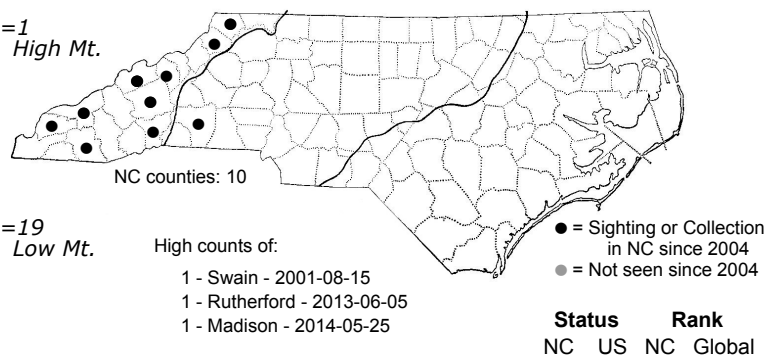 =1
High Mt.
NC counties: 10
=19
Low Mt.
High counts of:
1 - Swain - 2001-08-15
1 - Rutherford - 2013-06-05
1 - Madison - 2014-05-25
● = Sighting or Collection
in NC since 2004
● = Not seen since 2004
Status Rank
NC US NC Global